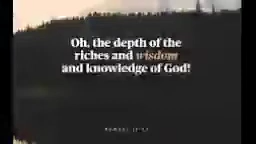 Oh, the depth of the
riches and wisdom
and knowledge of God!